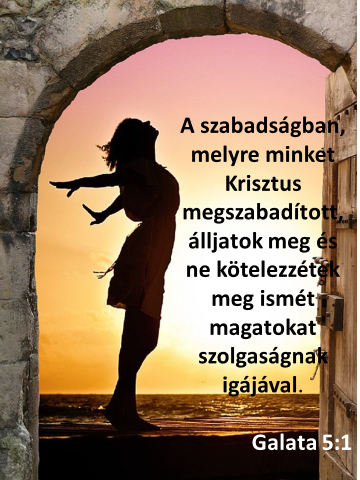 A szabadságban,
melyre minket
Krisztus
megszabadított,
álljatok meg és
ne kötelezzétek
meg ismét
magatokat
szolgaságnak
igájával.
Galata 5:1